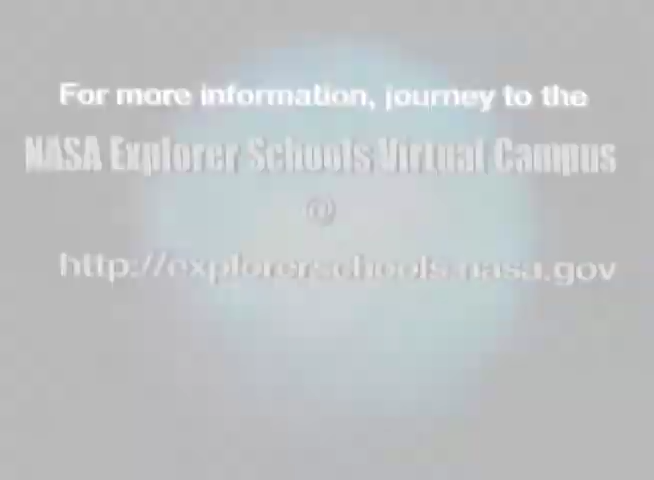 For more information, journey to the
NASA Explorer Schools Virtual Campus
@
http://explorerschools.nasa.gov